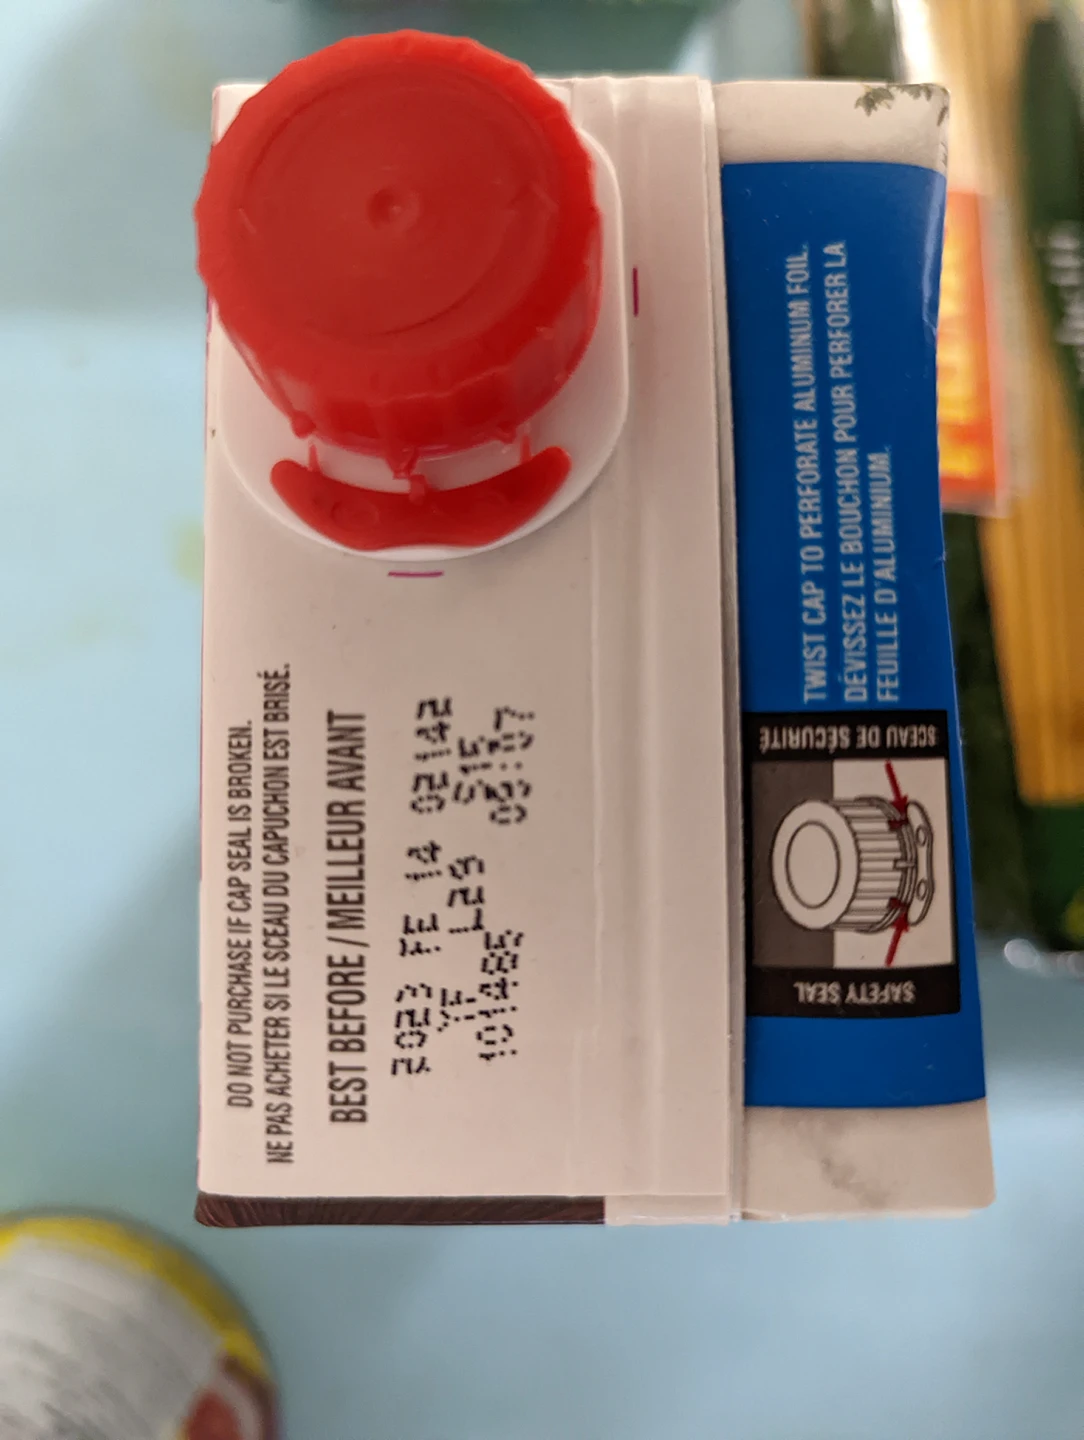 DO NOT PURCHASE IF CAP SEAL IS BROKEN.
NE PAS ACHETER SI LE SCEAU DU CAPUCHON EST BRISÉ.
BEST BEFORE / MEILLEUR AVANT
2023 FE 14
TWIST CAP TO PERFORATE ALUMINUM FOIL.
DÉVISSEZ LE BOUCHON POUR PERFORER LA
FEUILLE D'ALUMINIUM.
SAFETY SEAL
SCEAU DE SÉCURITÉ